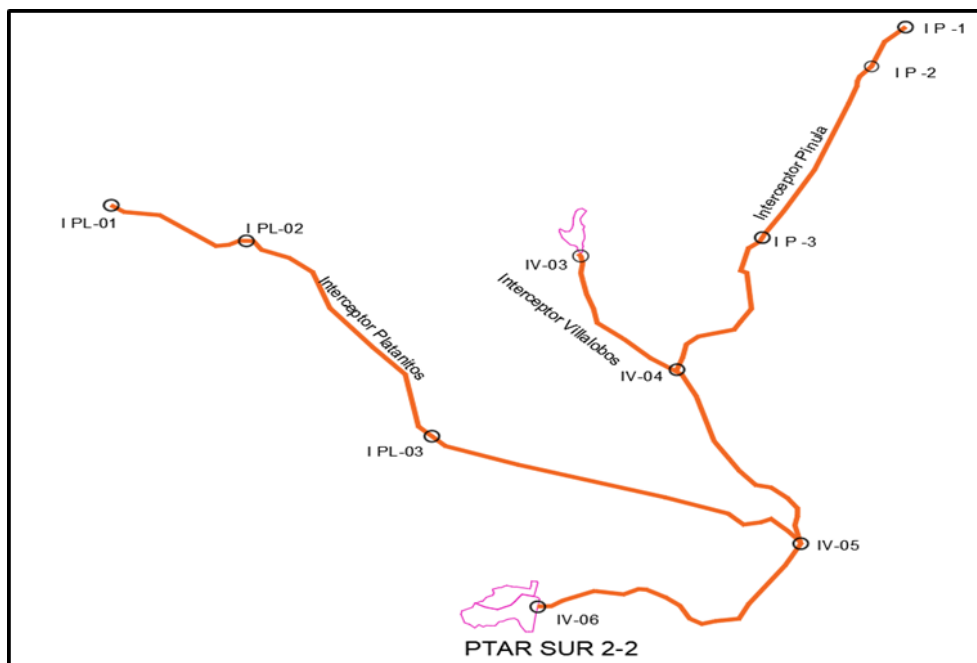 I P -1
I P -2
Interceptor Pinula
I PL-01
I PL-02
I P -3
IV-03
Interceptor Platanitos
Interceptor Villalobos
IV-04
I PL-03
IV-05
IV-06
PTAR SUR 2-2